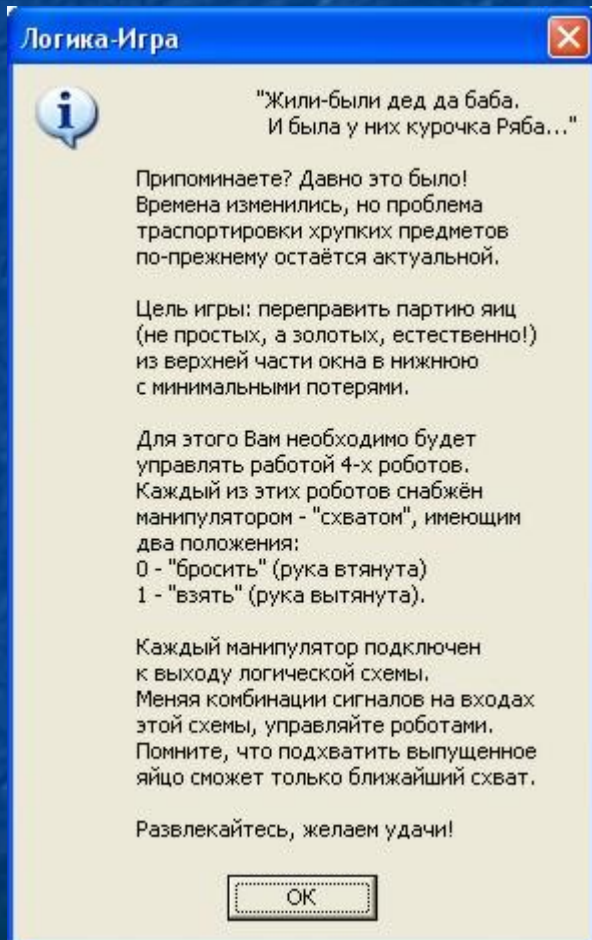 Логика-Игра
"Жили-были дед да баба.
И была у них курочка Ряба..."
Припоминаете? Давно это было!
Времена изменились, но проблема
траспортировки хрупких предметов
по-прежнему остаётся актуальной.
Цель игры: переправить партию яиц
(не простых, а золотых, естественно!)
из верхней части окна в нижнюю
с минимальными потерями.
Для этого Вам необходимо будет
управлять работой 4-х роботов.
Каждый из этих роботов снабжён
манипулятором - "схватом", имеющим
два положения:
0 - "бросить" (рука втянута)
1 - "взять" (рука вытянута).
Каждый манипулятор подключен
к выходу логической схемы.
Меняя комбинации сигналов на входах
этой схемы, управляйте роботами.
Помните, что подхватить выпущенное
яйцо сможет только ближайший схват.
Развлекайтесь, желаем удачи!
OK